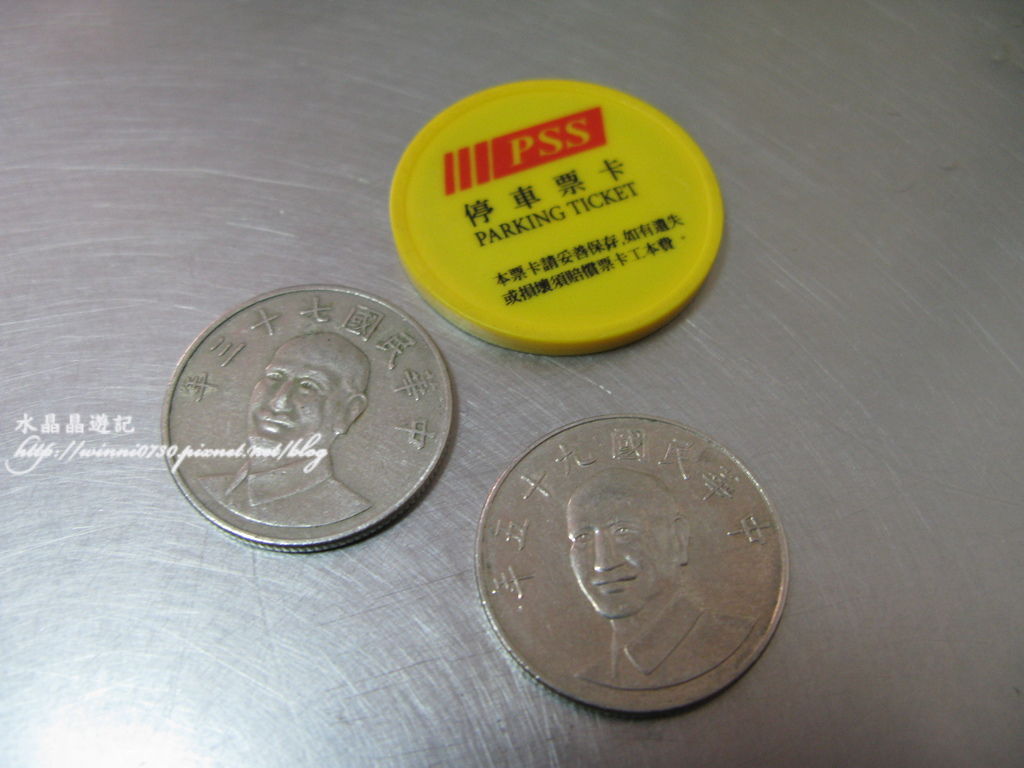 PSS
停車票卡
PARKING TICKET
本票卡請妥善保存,如有遺失
或損壞須賠償票卡工本費。
中華民國七十三年
中華民國九十五年
水晶晶遊記
http://winni0730.pixnet.net/blog